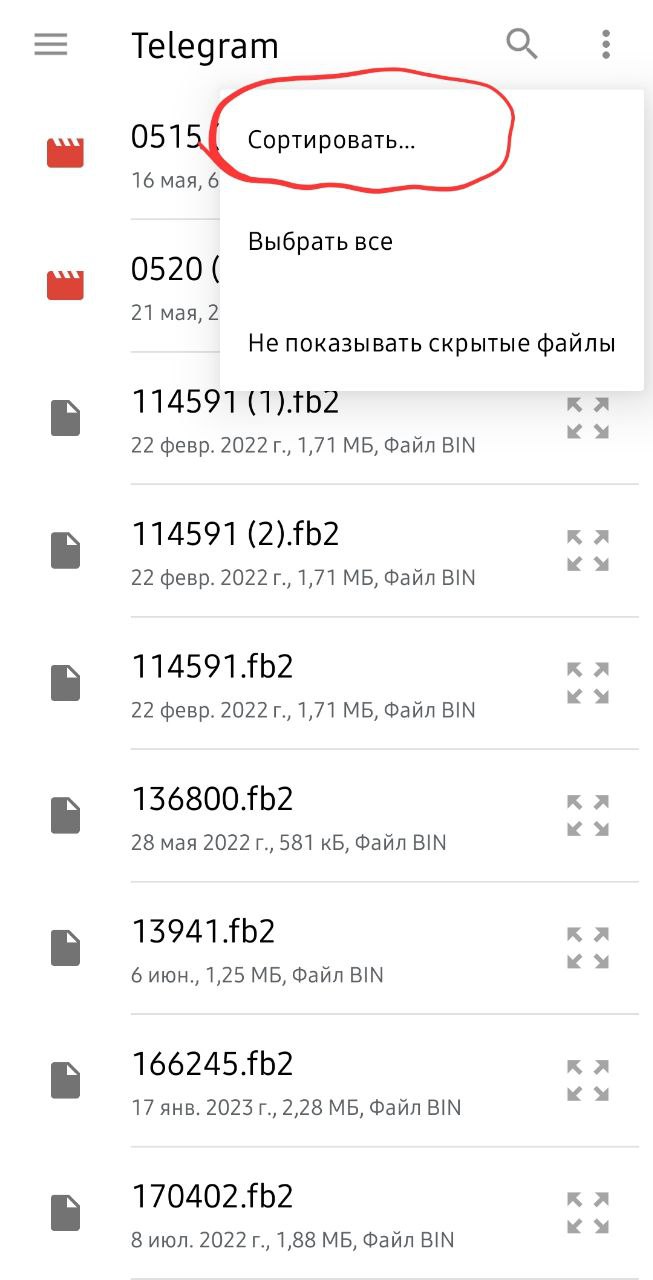 Telegram
0515
Сортировать...
16 мая, 6
Выбрать все
0520 (
21 мая, 2
Не показывать скрытые файлы
114591 (1).fb2
22 февр. 2022 г., 1,71 МБ, Файл BIN
114591 (2).fb2
22 февр. 2022 г., 1,71 МБ, Файл BIN
114591.fb2
22 февр. 2022 г., 1,71 МБ, Файл BIN
136800.fb2
28 мая 2022 г., 581 кБ, Файл BIN
13941.fb2
6 июн., 1,25 МБ, Файл BIN
166245.fb2
17 янв. 2023 г., 2,28 МБ, Файл BIN
170402.fb2
8 июл. 2022 г., 1,88 МБ, Файл BIN